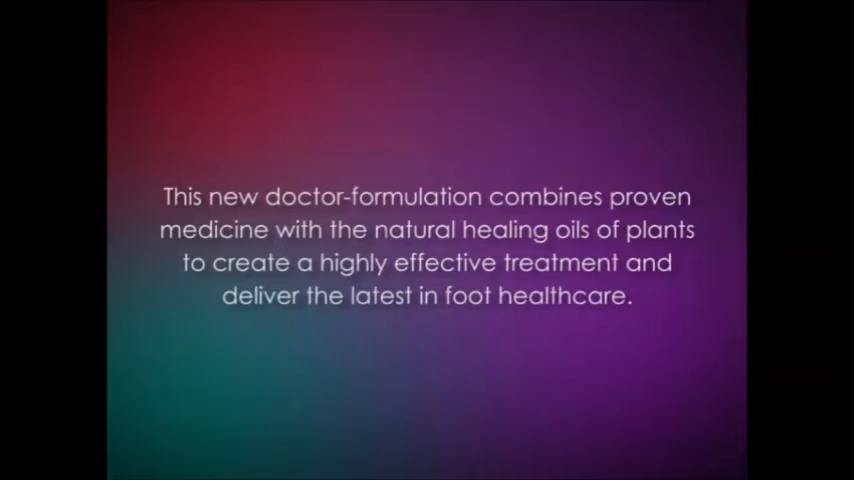 This new doctor-formulation combines proven
medicine with the natural healing oils of plants
to create a highly effective treatment and
deliver the latest in foot healthcare.